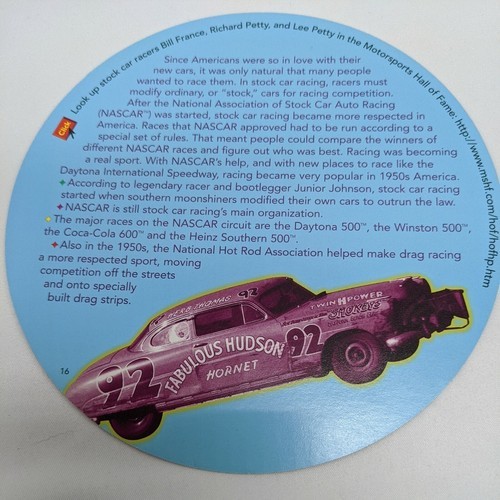 Look up stock car racers Bill France, Richard Petty, and Lee Petty in the Motorsports Hall of Fame: http://www.mshf.com/hof/hofhp.htm
Click
Since Americans were so in love with their
new cars, it was only natural that many people
wanted to race them. In stock car racing, racers must
modify ordinary, or "stock," cars for racing competition.
After the National Association of Stock Car Auto Racing
(NASCAR™) was started, stock car racing became more respected in
America. Races that NASCAR approved had to be run according to a
special set of rules. That meant people could compare the winners of
different NASCAR races and figure out who was best. Racing was becoming
a real sport. With NASCAR's help, and with new places to race like the
Daytona International Speedway, racing became very popular in 1950s America.
According to legendary racer and bootlegger Junior Johnson, stock car racing
started when southern moonshiners modified their own cars to outrun the law.
NASCAR is still stock car racing's main organization.
The major races on the NASCAR circuit are the Daytona 500™, the Winston 500™,
the Coca-Cola 600™ and the Heinz Southern 500™.
Also in the 1950s, the National Hot Rod Association helped make drag racing
a more respected sport, moving
competition off the streets
and onto specially
built drag strips.
HERB THOMAS 92
TWIN H POWER
92
FABULOUS HUDSON
HORNET
92
16